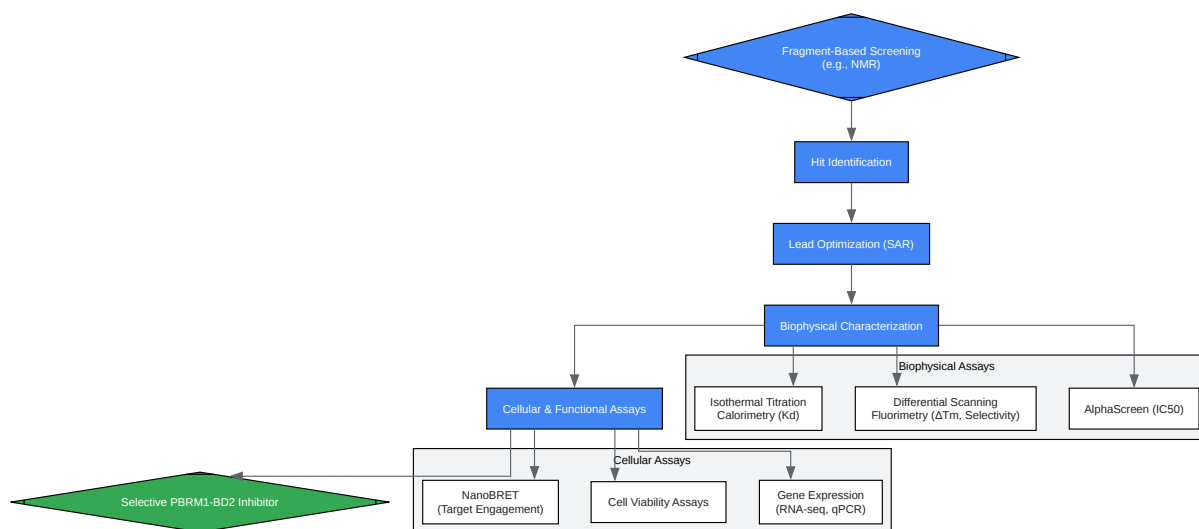 Fragment-Based Screening
(e.g., NMR)
Hit Identification
Lead Optimization (SAR)
Biophysical Characterization
Biophysical Assays
Isothermal Titration
Calorimetry (Kd)
Differential Scanning
Fluorimetry (ΔTm, Selectivity)
AlphaScreen (IC50)
Cellular & Functional Assays
Cellular Assays
NanoBRET
(Target Engagement)
Cell Viability Assays
Gene Expression
(RNA-seq, qPCR)
Selective PBRM1-BD2 Inhibitor